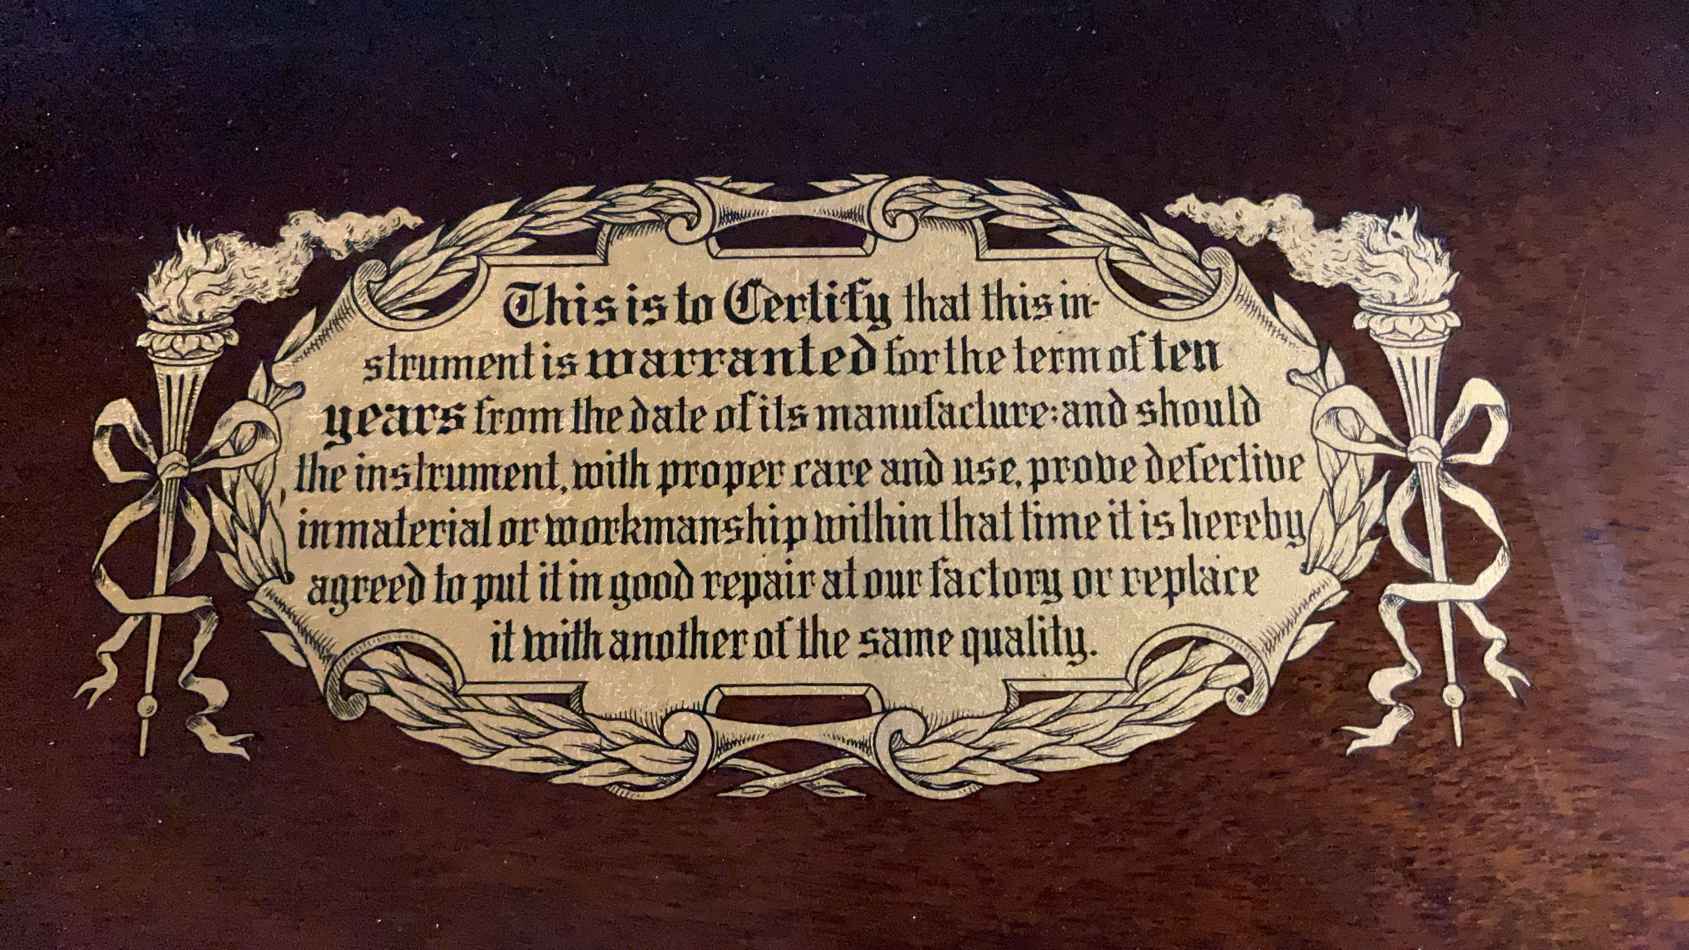 This is to Certify that this in-
strument is warranted for the term of ten
years from the date of its manufacture: and should
the instrument, with proper care and use, prove defective
in material or workmanship within that time it is hereby
agreed to put it in good repair at our factory or replace
it with another of the same quality.